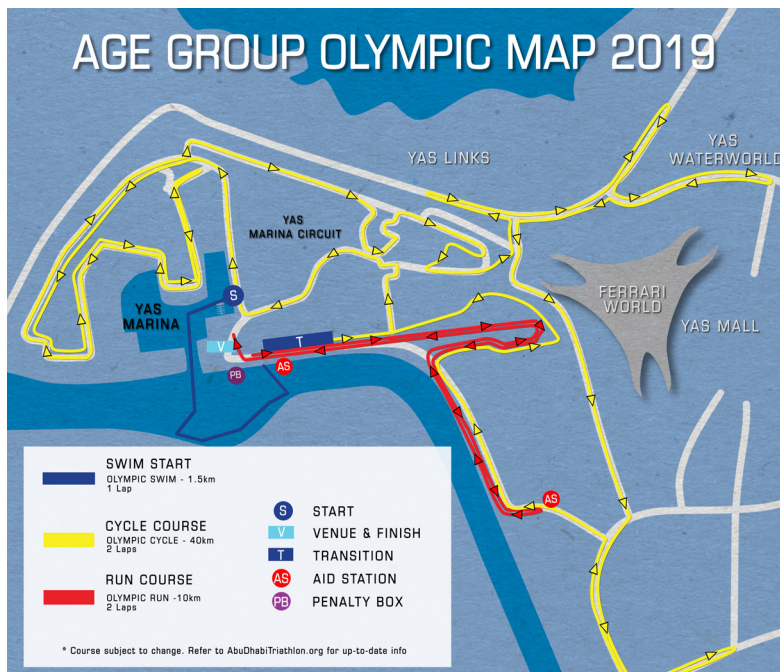 AGE GROUP OLYMPIC MAP 2019
YAS LINKS
YAS
WATERWORLD
YAS
MARINA CIRCUIT
FERRARI
WORLD
YAS MALL
YAS
MARINA
S
V
T
AS
PB
AS
SWIM START
OLYMPIC SWIM - 1.5km
1 Lap
CYCLE COURSE
OLYMPIC CYCLE - 40km
2 Laps
RUN COURSE
OLYMPIC RUN -10km
2 Laps
S START
V VENUE & FINISH
T TRANSITION
AS AID STATION
PB PENALTY BOX
* Course subject to change. Refer to AbuDhabiTriathlon.org for up-to-date info